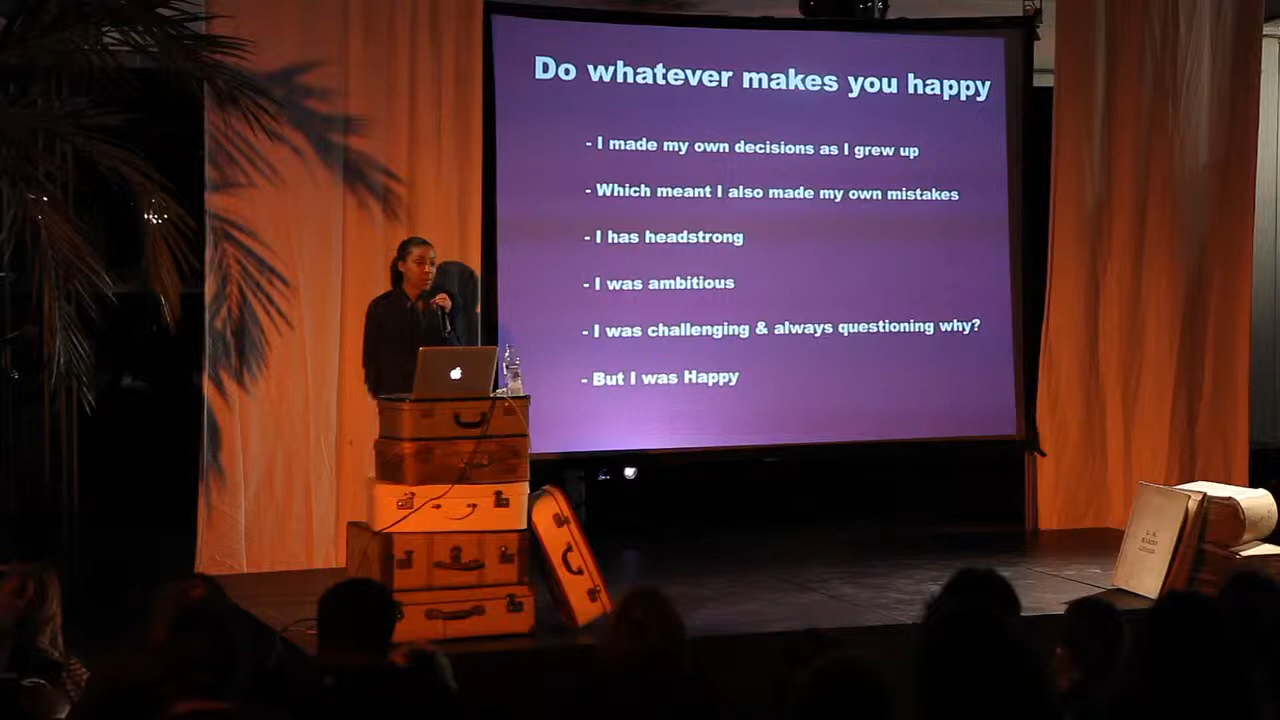 Do whatever makes you happy
- I made my own decisions as I grew up
- Which meant I also made my own mistakes
- I has headstrong
- I was ambitious
- I was challenging & always questioning why?
- But I was Happy